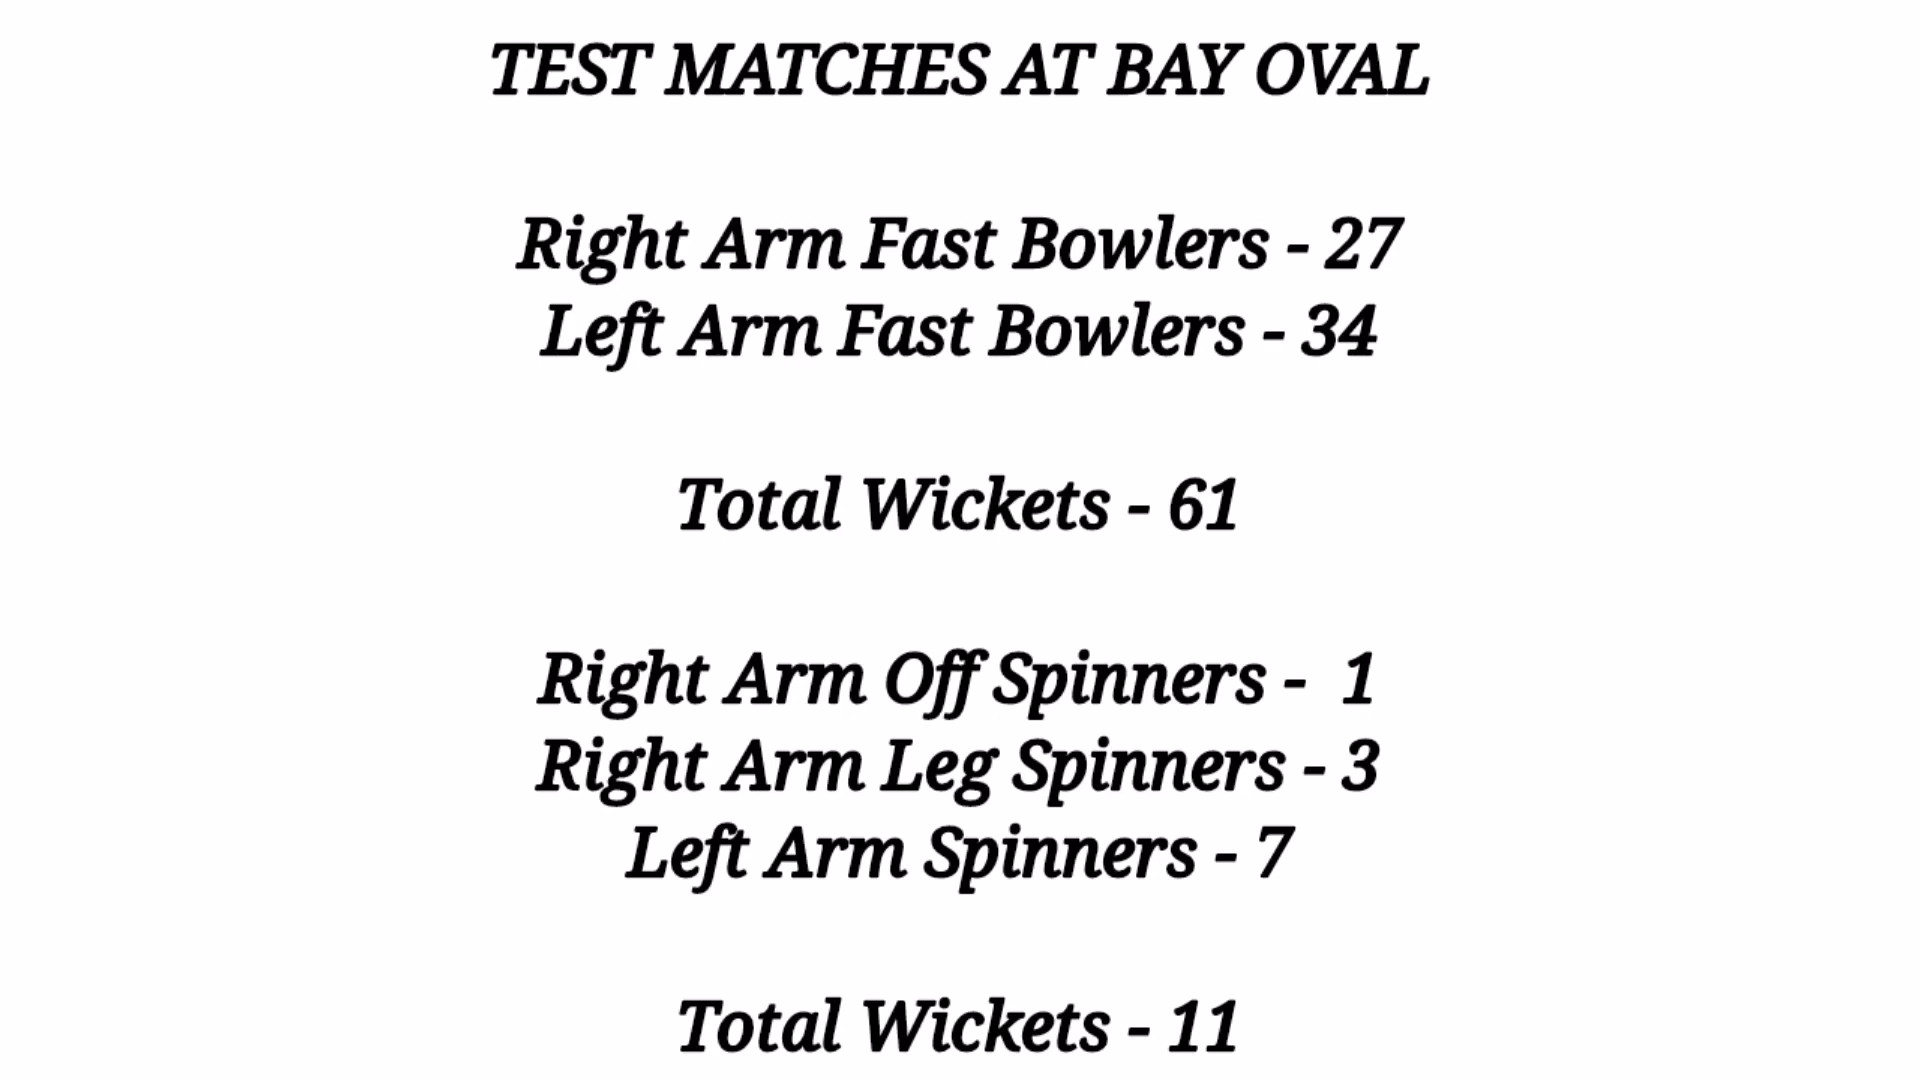 TEST MATCHES AT BAY OVAL
Right Arm Fast Bowlers - 27
Left Arm Fast Bowlers - 34
Total Wickets - 61
Right Arm Off Spinners - 1
Right Arm Leg Spinners - 3
Left Arm Spinners - 7
Total Wickets - 11